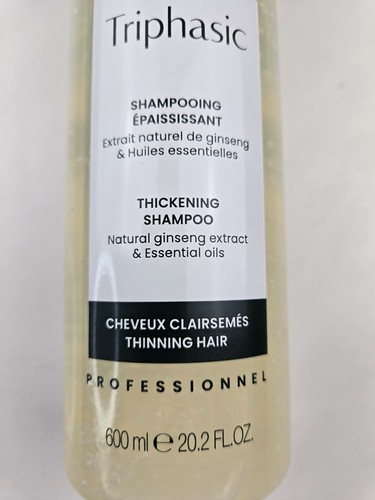 Triphasic
SHAMPOOING
ÉPAISSISSANT
Extrait naturel de ginseng
& Huiles essentielles
THICKENING
SHAMPOO
Natural ginseng extract
& Essential oils
CHEVEUX CLAIRSEMÉS
THINNING HAIR
PROFESSIONNEL
600 ml ℮ 20.2 FL.OZ.